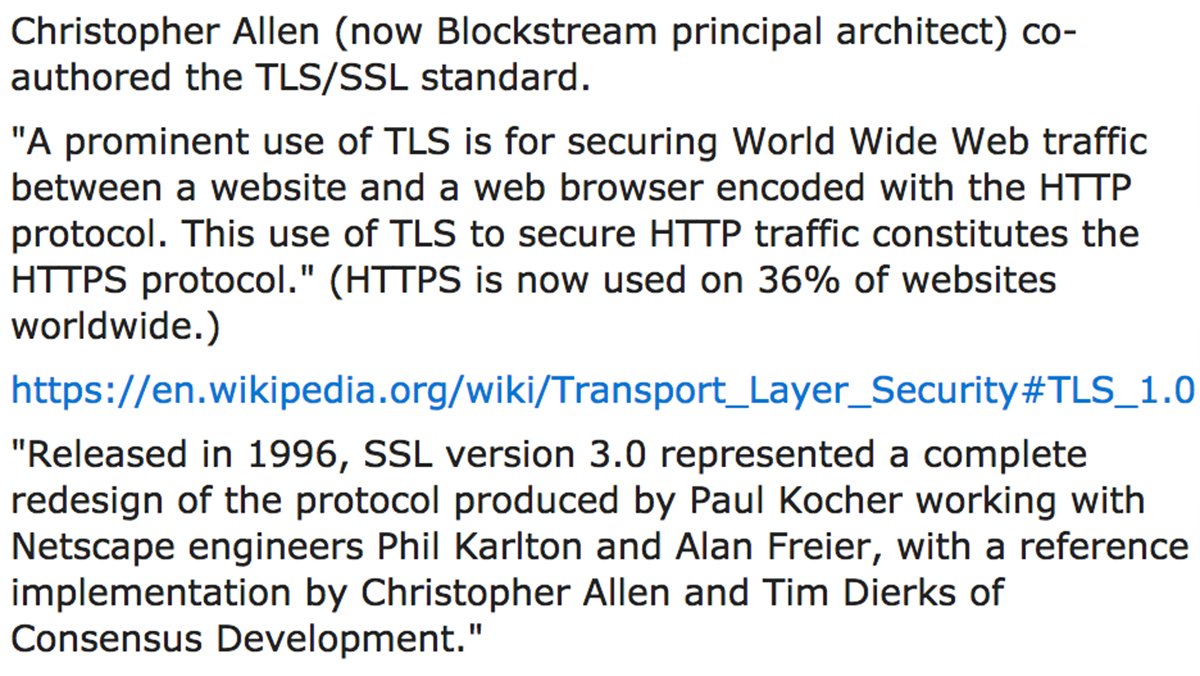 Christopher Allen (now Blockstream principal architect) co-
authored the TLS/SSL standard.
"A prominent use of TLS is for securing World Wide Web traffic
between a website and a web browser encoded with the HTTP
protocol. This use of TLS to secure HTTP traffic constitutes the
HTTPS protocol." (HTTPS is now used on 36% of websites
worldwide.)
https://en.wikipedia.org/wiki/Transport_Layer_Security#TLS_1.0
"Released in 1996, SSL version 3.0 represented a complete
redesign of the protocol produced by Paul Kocher working with
Netscape engineers Phil Karlton and Alan Freier, with a reference
implementation by Christopher Allen and Tim Dierks of
Consensus Development."